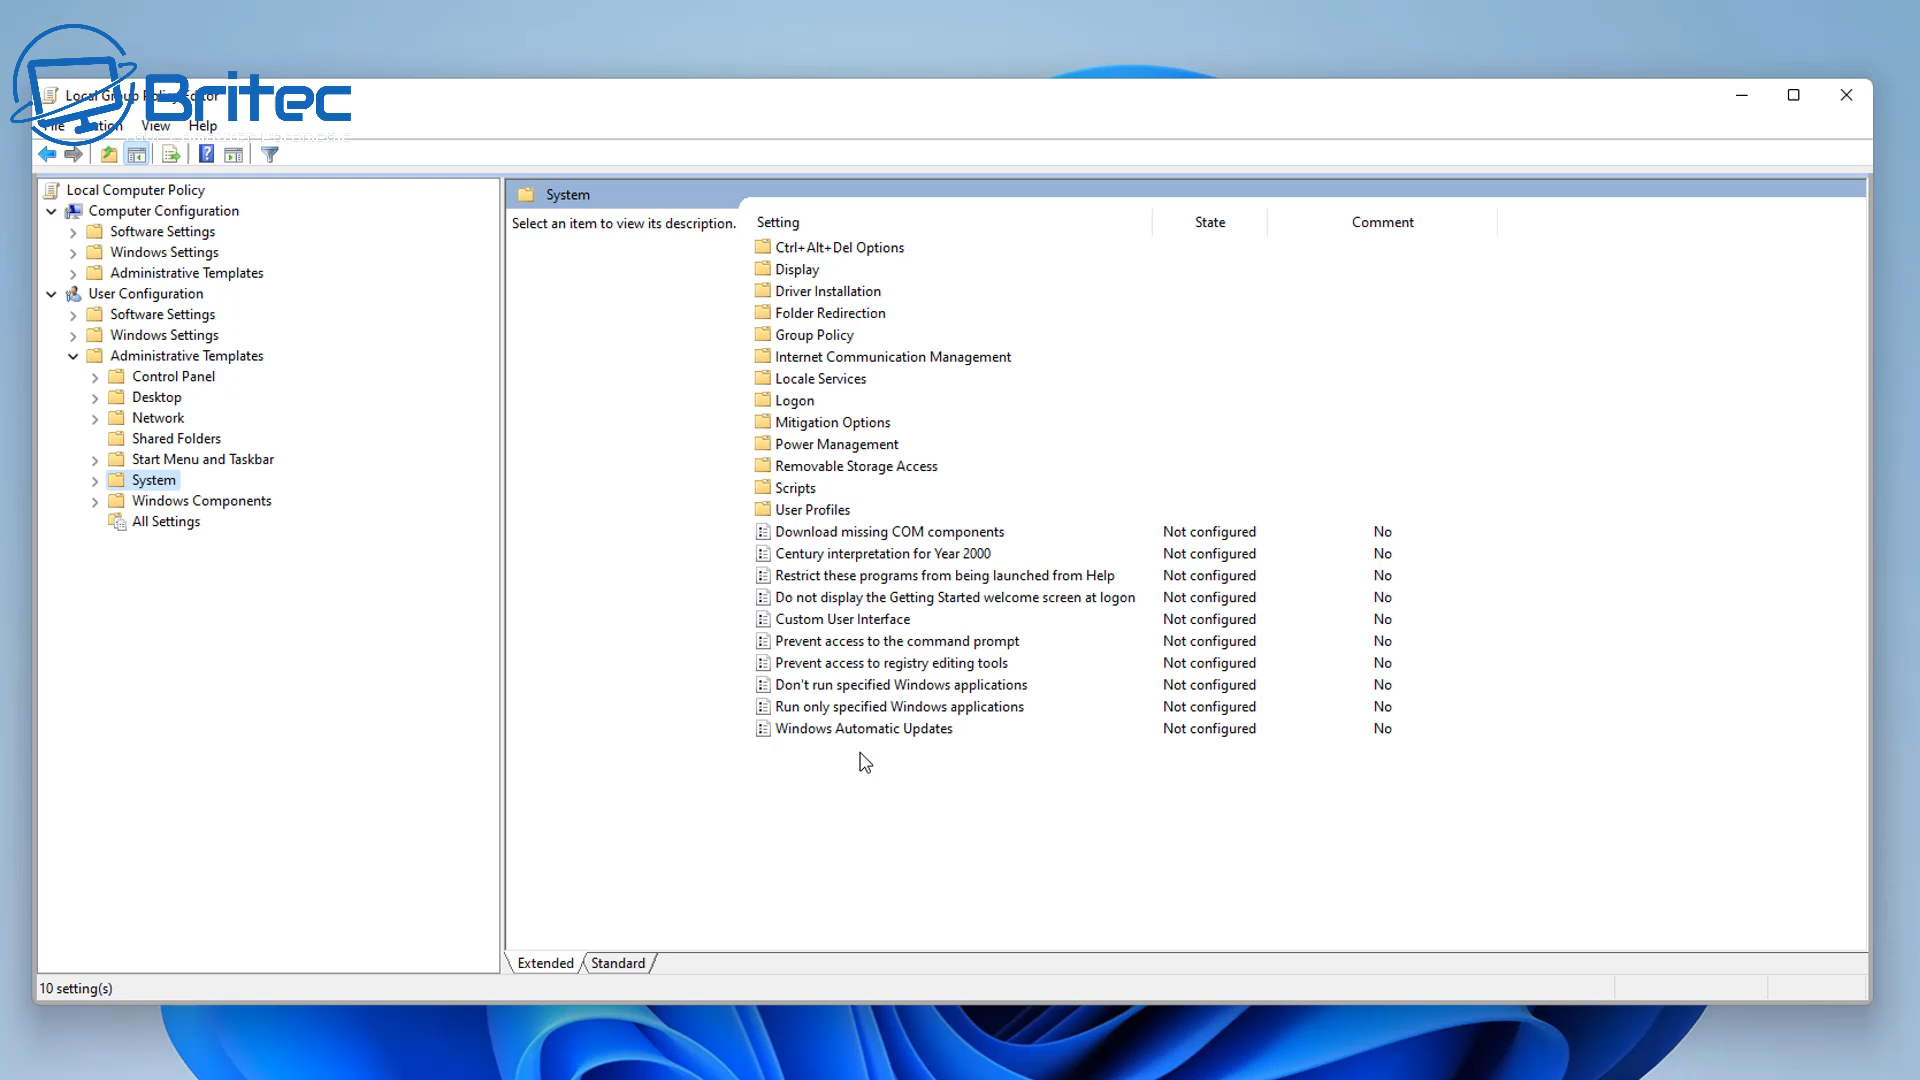 Britec
Local Group Policy Editor
File Action View Help
Local Computer Policy
Computer Configuration
Software Settings
Windows Settings
Administrative Templates
User Configuration
Software Settings
Windows Settings
Administrative Templates
Control Panel
Desktop
Network
Shared Folders
Start Menu and Taskbar
System
Windows Components
All Settings
System
Select an item to view its description.
Setting State Comment
Ctrl+Alt+Del Options
Display
Driver Installation
Folder Redirection
Group Policy
Internet Communication Management
Locale Services
Logon
Mitigation Options
Power Management
Removable Storage Access
Scripts
User Profiles
Download missing COM components Not configured No
Century interpretation for Year 2000 Not configured No
Restrict these programs from being launched from Help Not configured No
Do not display the Getting Started welcome screen at logon Not configured No
Custom User Interface Not configured No
Prevent access to the command prompt Not configured No
Prevent access to registry editing tools Not configured No
Don't run specified Windows applications Not configured No
Run only specified Windows applications Not configured No
Windows Automatic Updates Not configured No
Extended Standard
10 setting(s)